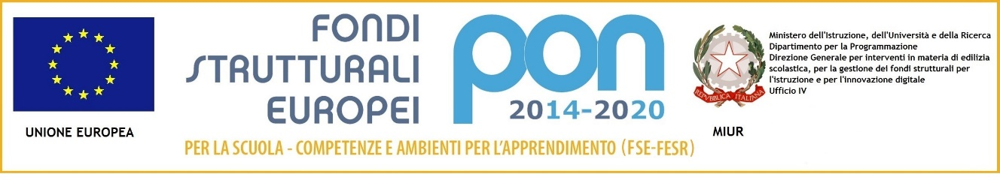 UNIONE EUROPEA
FONDI
STRUTTURALI
EUROPEI
pon
2014-2020
PER LA SCUOLA - COMPETENZE E AMBIENTI PER L'APPRENDIMENTO (FSE-FESR)
REPVBBLICA ITALIANA
MIUR
Ministero dell'Istruzione, dell'Università e della Ricerca
Dipartimento per la Programmazione
Direzione Generale per interventi in materia di edilizia
scolastica, per la gestione dei fondi strutturali per
l'istruzione e per l'innovazione digitale
Ufficio IV